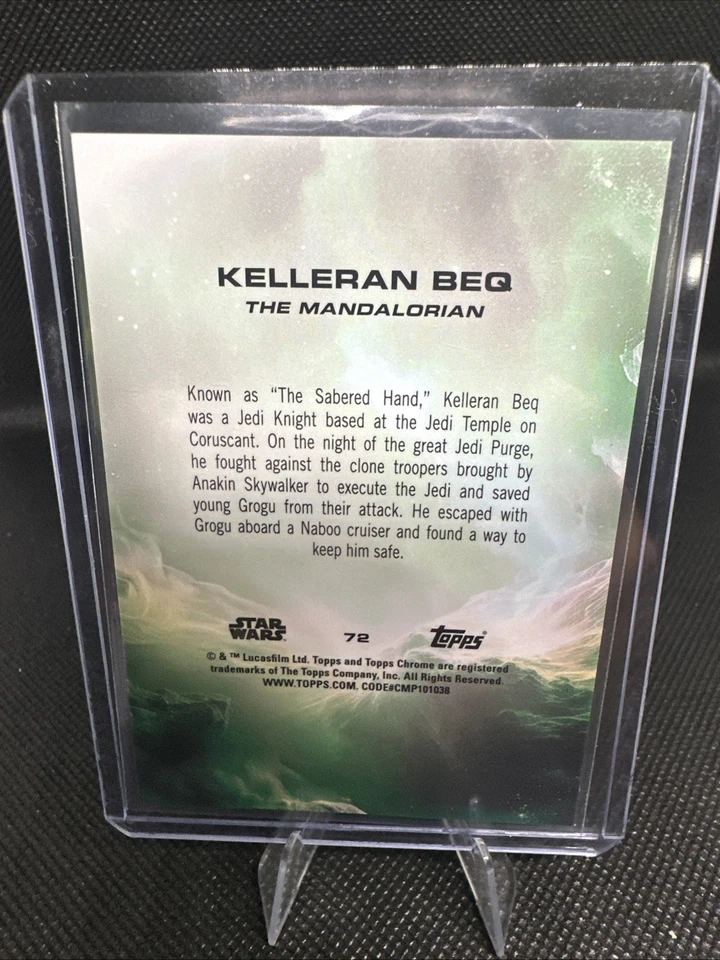 KELLERAN BEQ
THE MANDALORIAN
Known as "The Sabered Hand," Kelleran Beq
was a Jedi Knight based at the Jedi Temple on
Coruscant. On the night of the great Jedi Purge,
he fought against the clone troopers brought by
Anakin Skywalker to execute the Jedi and saved
young Grogu from their attack. He escaped with
Grogu aboard a Naboo cruiser and found a way to
keep him safe.
STAR
WARS
72
Topps®
© & ™ Lucasfilm Ltd. Topps and Topps Chrome are registered
trademarks of The Topps Company, Inc. All Rights Reserved.
WWW.TOPPS.COM. CODE#CMP101038